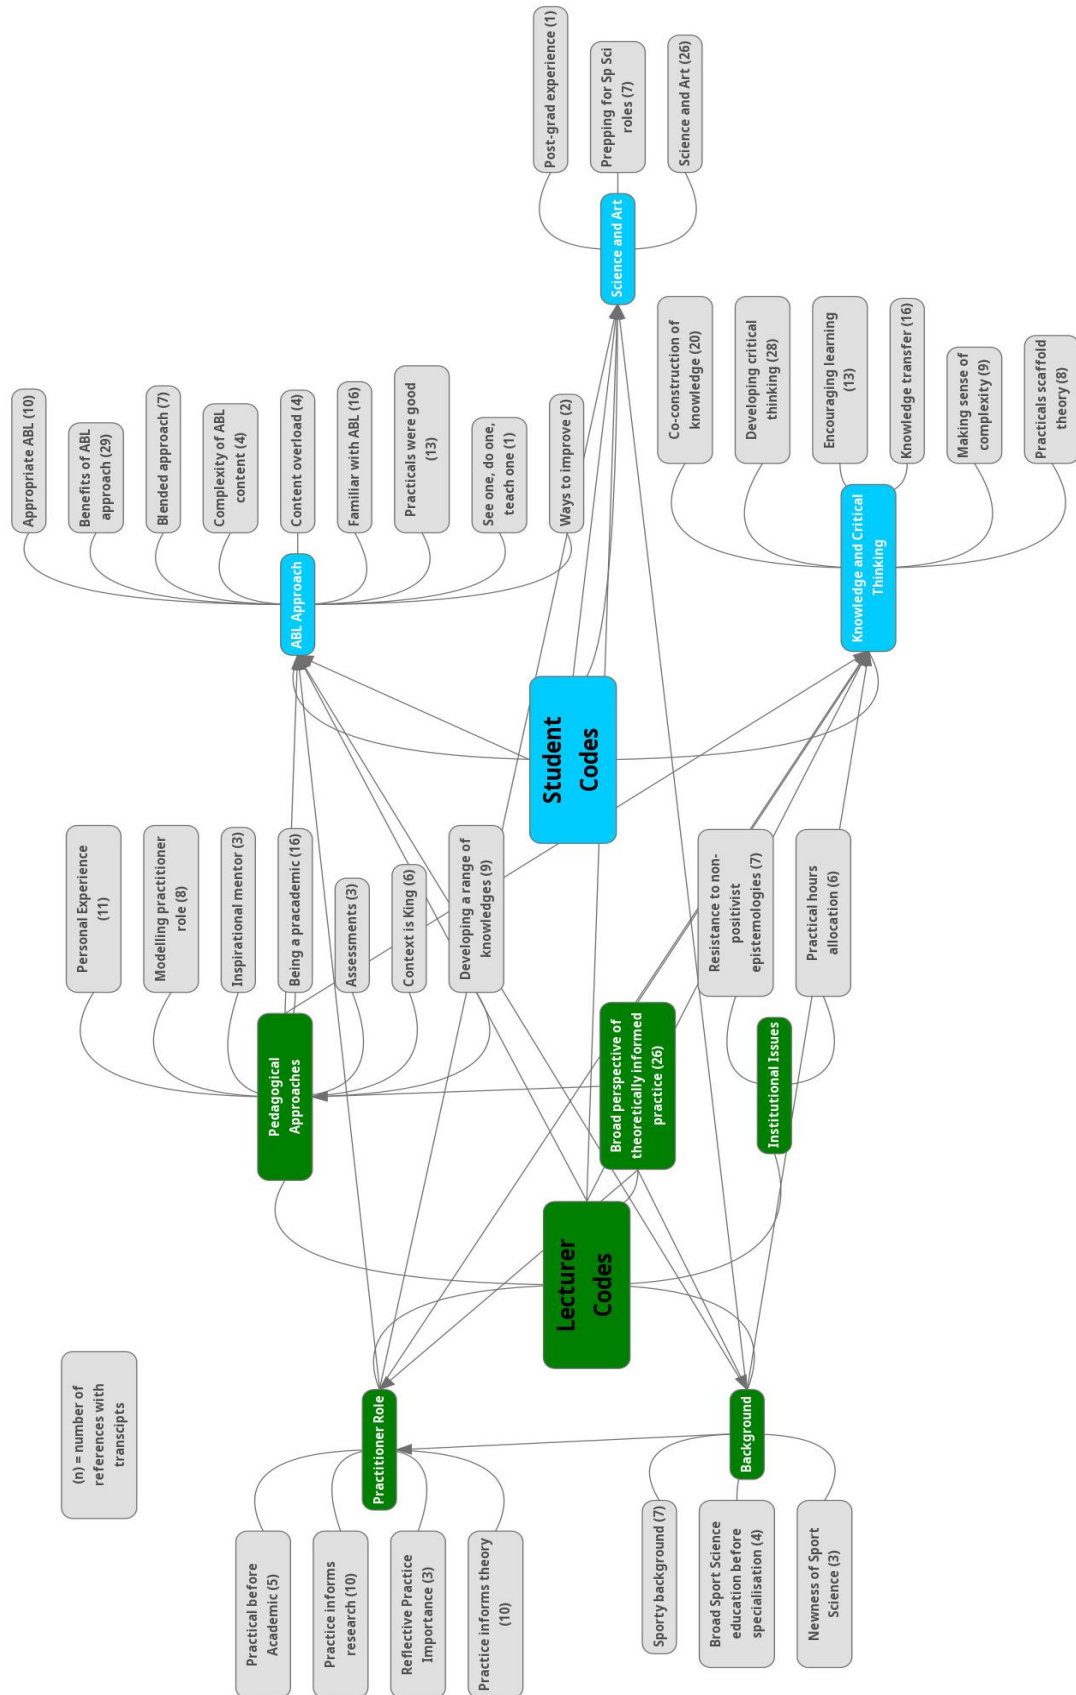 (n) = number of
references with
transcipts
Practical before
Academic (5)
Practice informs
research (10)
Reflective Practice
Importance (3)
Practice informs theory
(10)
Practitioner Role
Sporty background (7)
Broad Sport Science
education before
specialisation (4)
Newness of Sport
Science (3)
Background
Lecturer
Codes
Pedagogical
Approaches
Broad perspective of
theoretically informed
practice (26)
Institutional Issues
Personal Experience
(11)
Modelling practitioner
role (8)
Inspirational mentor (3)
Being a pracademic (16)
Assessments (3)
Context is King (6)
Developing a range of
knowledges (9)
Resistance to non-
positivist
epistemologies (7)
Practical hours
allocation (6)
Student
Codes
ABL Approach
Appropriate ABL (10)
Benefits of ABL
approach (29)
Blended approach (7)
Complexity of ABL
content (4)
Content overload (4)
Familiar with ABL (16)
Practicals were good
(13)
See one, do one,
teach one (1)
Ways to improve (2)
Knowledge and Critical
Thinking
Co-construction of
knowledge (20)
Developing critical
thinking (28)
Encouraging learning
(13)
Knowledge transfer (16)
Making sense of
complexity (9)
Practicals scaffold
theory (8)
Science and Art
Post-grad experience (1)
Prepping for Sp Sci
roles (7)
Science and Art (26)